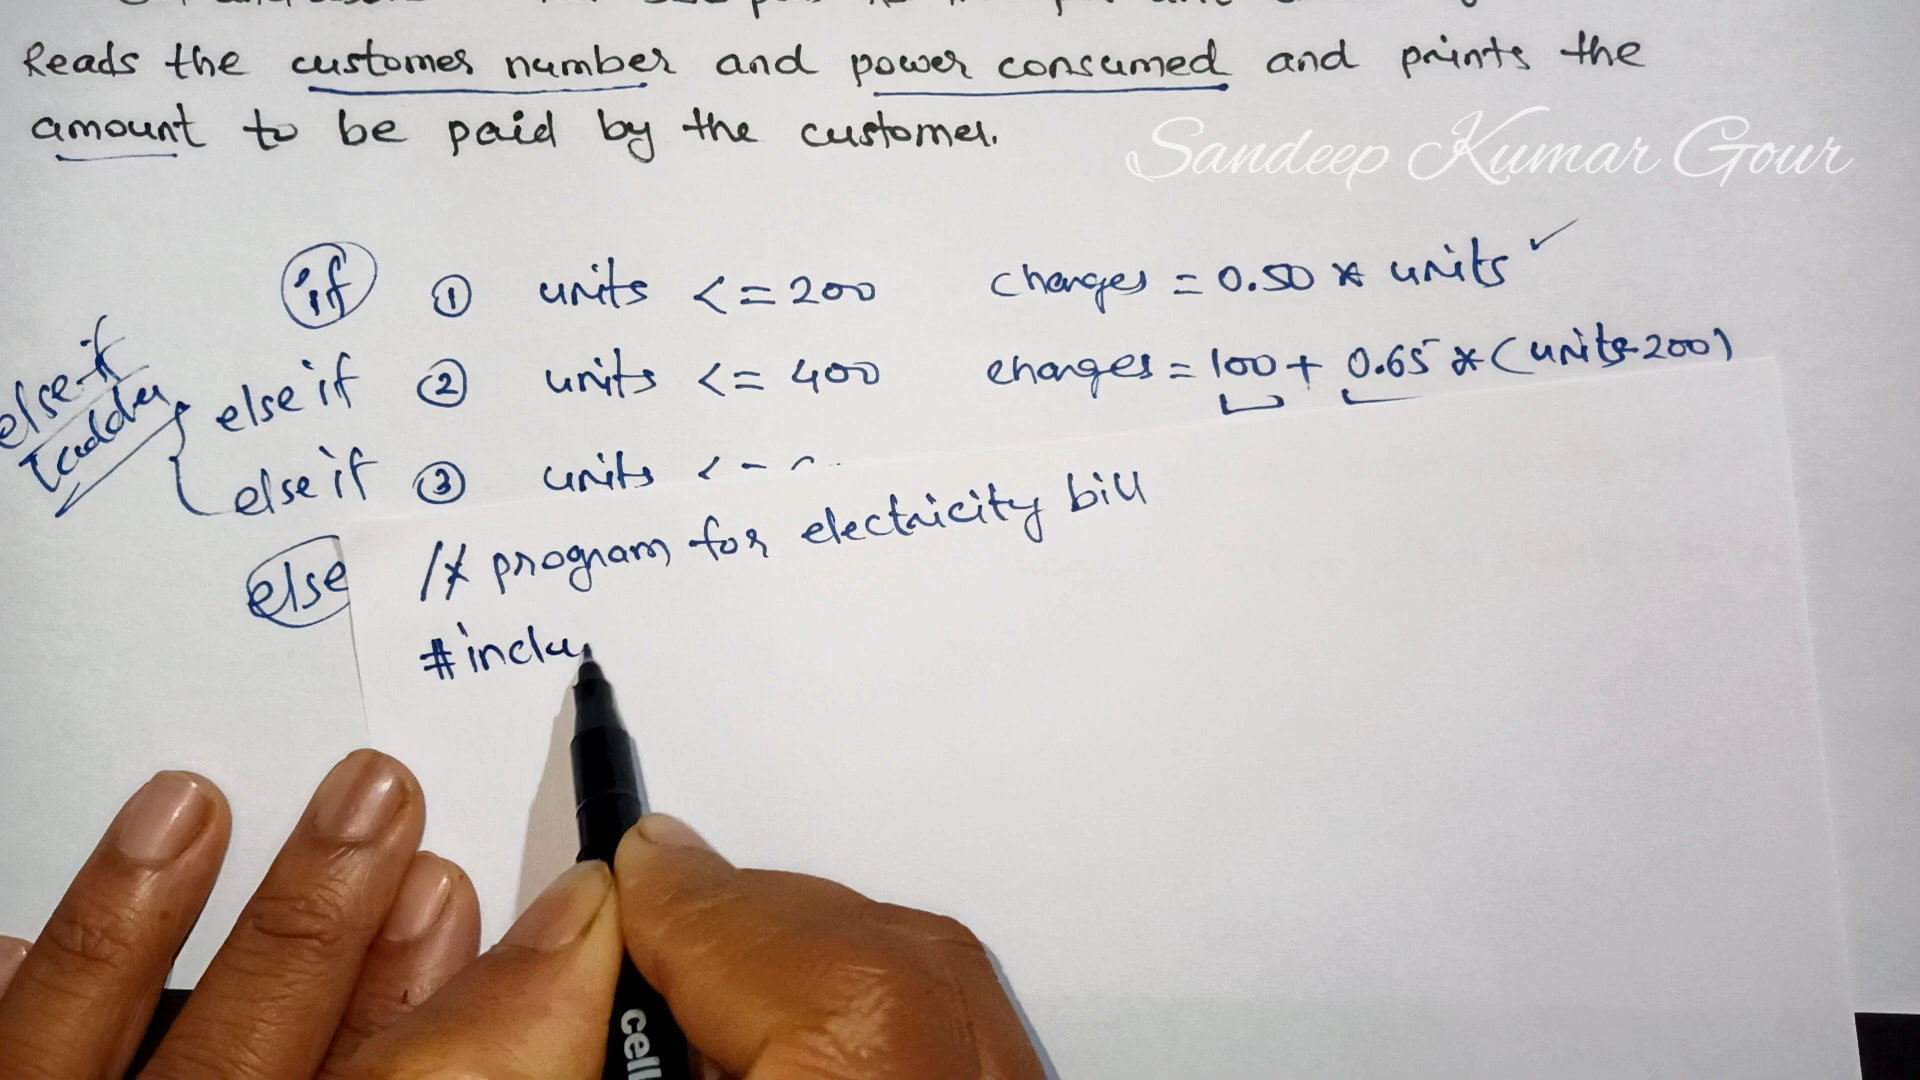 Reads the customer number and power consumed and prints the
amount to be paid by the customer.
Sandeep Kumar Gour
if ① units <=200 charges = 0.50 * units ✓
else if ② units <= 400 charges = 100 + 0.65 * (units-200)
else if ③ units <
else-if
ladder
else
/* program for electricity bill
#inclu
cell